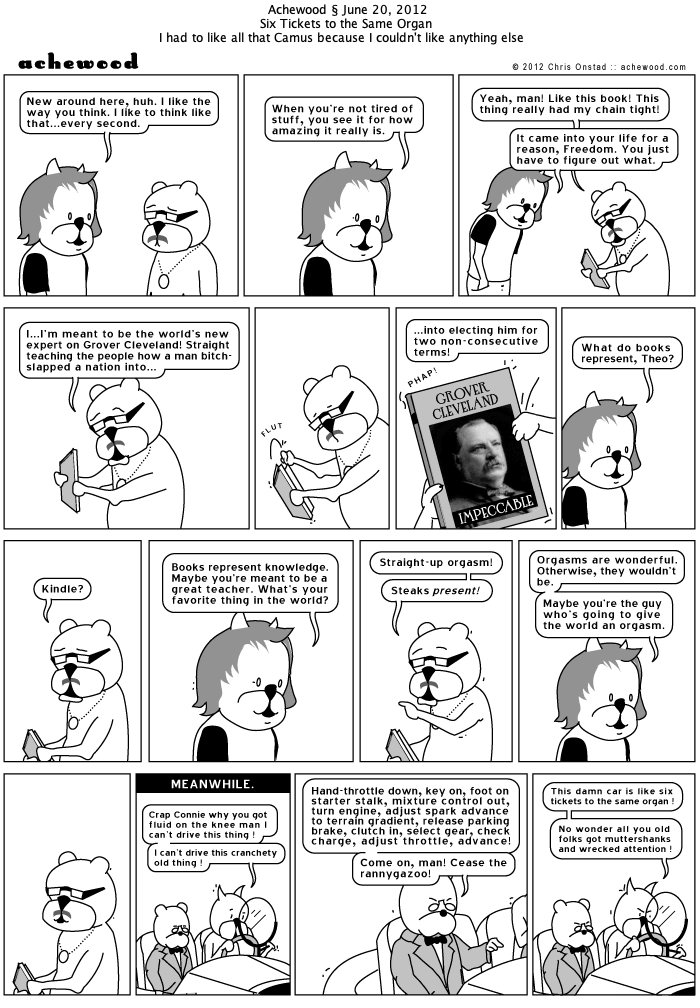 Achewood § June 20, 2012
Six Tickets to the Same Organ
I had to like all that Camus because I couldn't like anything else
achewood
© 2012 Chris Onstad :: achewood.com
New around here, huh. I like the
way you think. I like to think like
that...every second.
When you're not tired of
stuff, you see it for how
amazing it really is.
Yeah, man! Like this book! This
thing really had my chain tight!
It came into your life for a
reason, Freedom. You just
have to figure out what.
I...I'm meant to be the world's new
expert on Grover Cleveland! Straight
teaching the people how a man bitch-
slapped a nation into...
FLUT
...into electing him for
two non-consecutive
terms!
PHAP!
GROVER
CLEVELAND
IMPECCABLE
What do books
represent, Theo?
Kindle?
Books represent knowledge.
Maybe you're meant to be a
great teacher. What's your
favorite thing in the world?
Straight-up orgasm!
Steaks present!
Orgasms are wonderful.
Otherwise, they wouldn't
be.
Maybe you're the guy
who's going to give
the world an orgasm.
MEANWHILE.
Crap Connie why you got
fluid on the knee man I
can't drive this thing !
I can't drive this cranchety
old thing !
Hand-throttle down, key on, foot on
starter stalk, mixture control out,
turn engine, adjust spark advance
to terrain gradient, release parking
brake, clutch in, select gear, check
charge, adjust throttle, advance!
Come on, man! Cease the
rannygazoo!
This damn car is like six
tickets to the same organ !
No wonder all you old
folks got muttershanks
and wrecked attention !